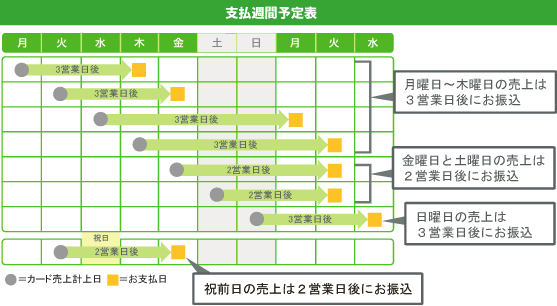 支払週間予定表
月 火 水 木 金 土 日 月 火 水
3営業日後
3営業日後
3営業日後
3営業日後
2営業日後
2営業日後
3営業日後
月曜日～木曜日の売上は
３営業日後にお振込
金曜日と土曜日の売上は
２営業日後にお振込
日曜日の売上は
３営業日後にお振込
祝日
2営業日後
=カード売上計上日 =お支払日
祝前日の売上は２営業日後にお振込